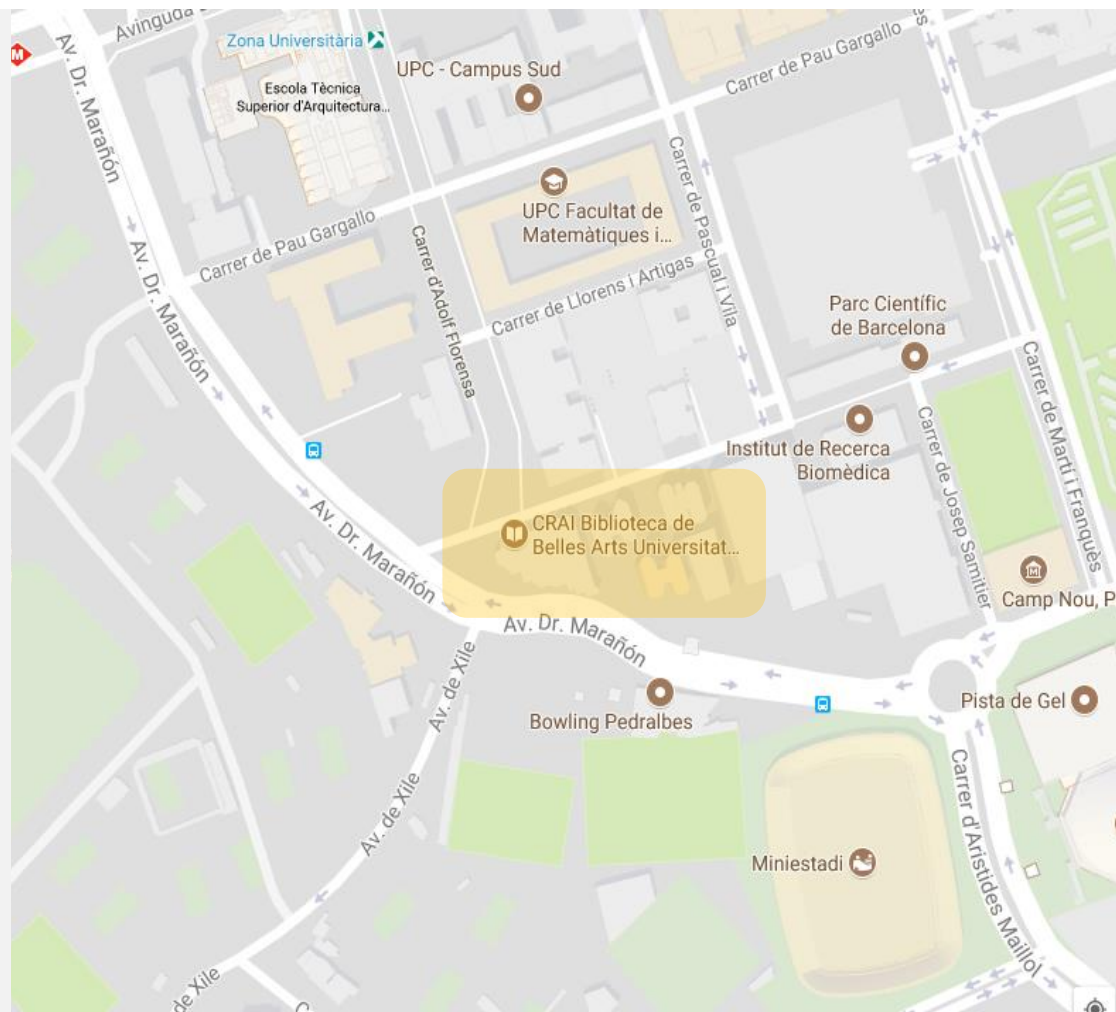 Avinguda
Av. Dr. Marañón
M
Zona Universitària
UPC - Campus Sud
Escola Tècnica
Superior d'Arquitectura...
Carrer de Pau Gargallo
UPC Facultat de
Matemàtiques i...
Carrer de Pau Gargallo
Carrer d'Adolf Florensa
Carrer de Llorens i Artigas
Carrer de Pascual i Vila
Av. Dr. Marañón
Parc Científic
de Barcelona
Carrer de Martí i Franquès
Institut de Recerca
Biomèdica
Carrer de Josep Samitier
CRAI Biblioteca de
Belles Arts Universitat...
Av. Dr. Marañón
Camp Nou, P
Av. Dr. Marañón
Av. de Xile
Bowling Pedralbes
Pista de Gel
Av. de Xile
Miniestadi
Carrer d'Aristides Maillol
de Xile